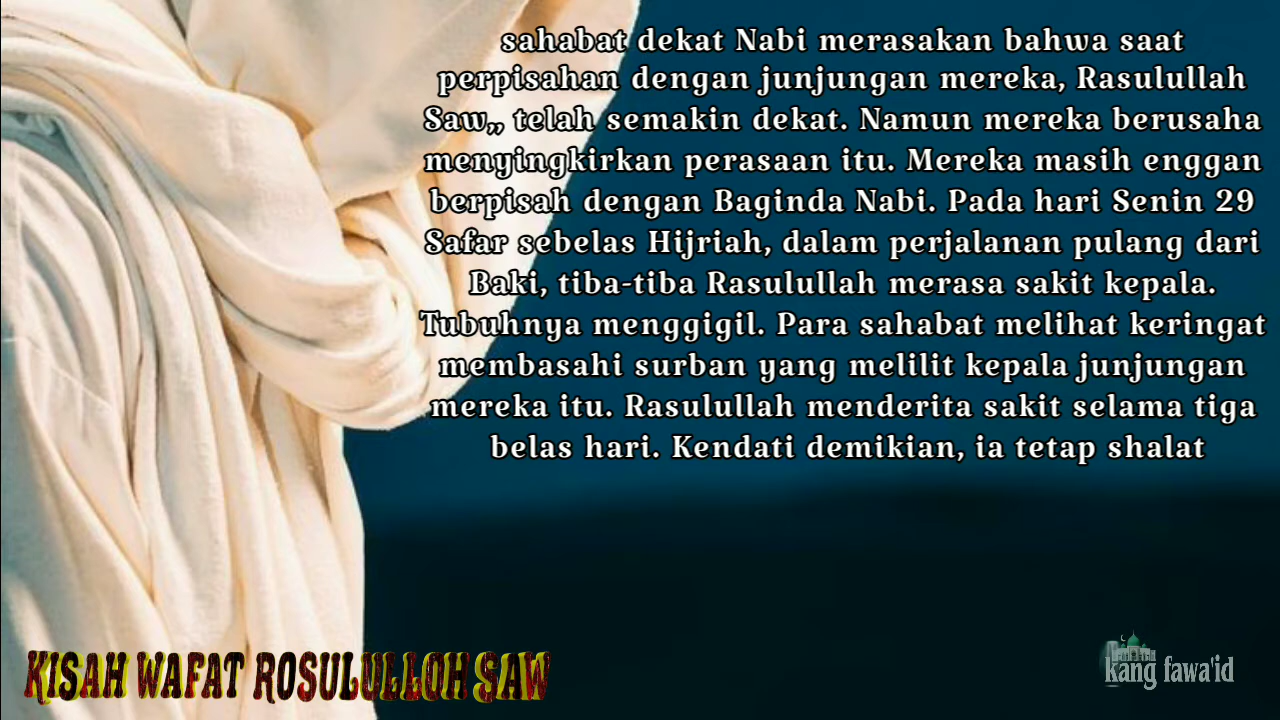 sahabat dekat Nabi merasakan bahwa saat
perpisahan dengan junjungan mereka, Rasulullah
Saw,,, telah semakin dekat. Namun mereka berusaha
menyingkirkan perasaan itu. Mereka masih enggan
berpisah dengan Baginda Nabi. Pada hari Senin 29
Safar sebelas Hijriah, dalam perjalanan pulang dari
Baki, tiba-tiba Rasulullah merasa sakit kepala.
Tubuhnya menggigil. Para sahabat melihat keringat
membasahi surban yang melilit kepala junjungan
mereka itu. Rasulullah menderita sakit selama tiga
belas hari. Kendati demikian, ia tetap shalat
KISAH WAFAT ROSULULLOH SAW
kang fawa'id